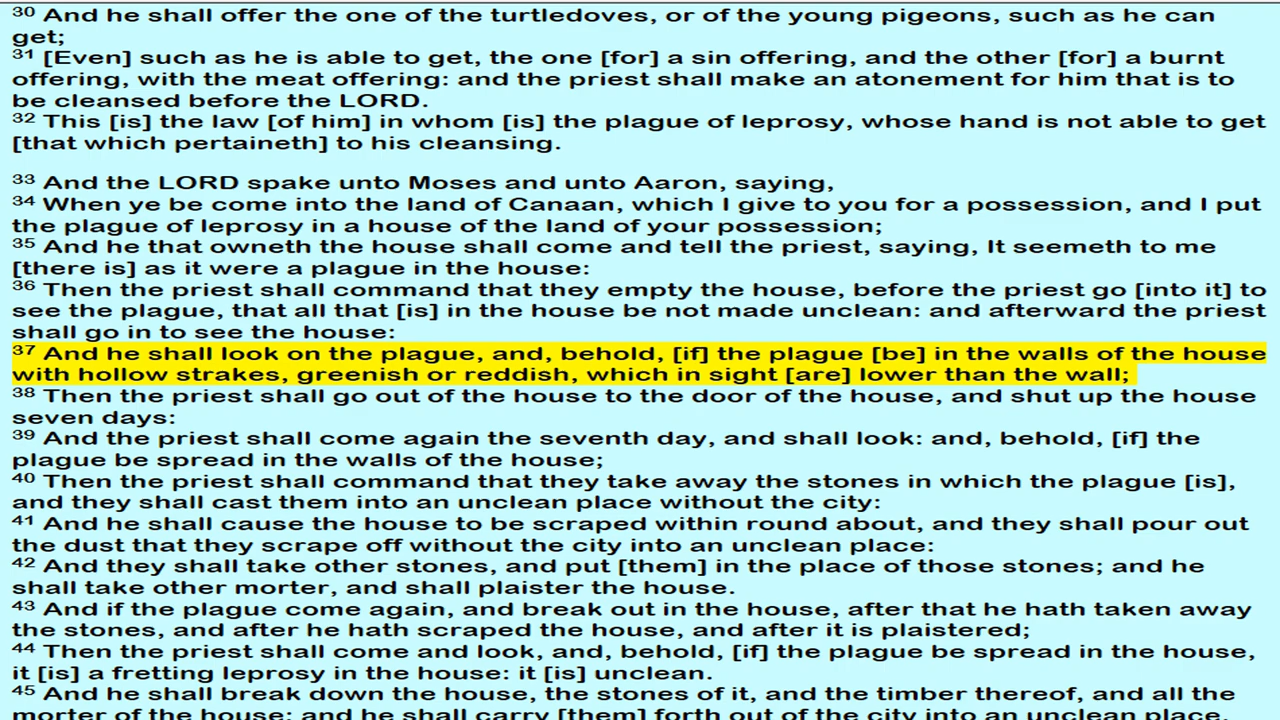 30 And he shall offer the one of the turtledoves, or of the young pigeons, such as he can
get;
31 [Even] such as he is able to get, the one [for] a sin offering, and the other [for] a burnt
offering, with the meat offering: and the priest shall make an atonement for him that is to
be cleansed before the LORD.
32 This [is] the law [of him] in whom [is] the plague of leprosy, whose hand is not able to get
[that which pertaineth] to his cleansing.
33 And the LORD spake unto Moses and unto Aaron, saying,
34 When ye be come into the land of Canaan, which I give to you for a possession, and I put
the plague of leprosy in a house of the land of your possession;
35 And he that owneth the house shall come and tell the priest, saying, It seemeth to me
[there is] as it were a plague in the house:
36 Then the priest shall command that they empty the house, before the priest go [into it] to
see the plague, that all that [is] in the house be not made unclean: and afterward the priest
shall go in to see the house:
37 And he shall look on the plague, and, behold, [if] the plague [be] in the walls of the house
with hollow strakes, greenish or reddish, which in sight [are] lower than the wall;
38 Then the priest shall go out of the house to the door of the house, and shut up the house
seven days:
39 And the priest shall come again the seventh day, and shall look: and, behold, [if] the
plague be spread in the walls of the house;
40 Then the priest shall command that they take away the stones in which the plague [is],
and they shall cast them into an unclean place without the city:
41 And he shall cause the house to be scraped within round about, and they shall pour out
the dust that they scrape off without the city into an unclean place:
42 And they shall take other stones, and put [them] in the place of those stones; and he
shall take other morter, and shall plaister the house.
43 And if the plague come again, and break out in the house, after that he hath taken away
the stones, and after he hath scraped the house, and after it is plaistered;
44 Then the priest shall come and look, and, behold, [if] the plague be spread in the house,
it [is] a fretting leprosy in the house: it [is] unclean.
45 And he shall break down the house, the stones of it, and the timber thereof, and all the
morter of the house; and he shall carry [them] forth out of the city into an unclean place.